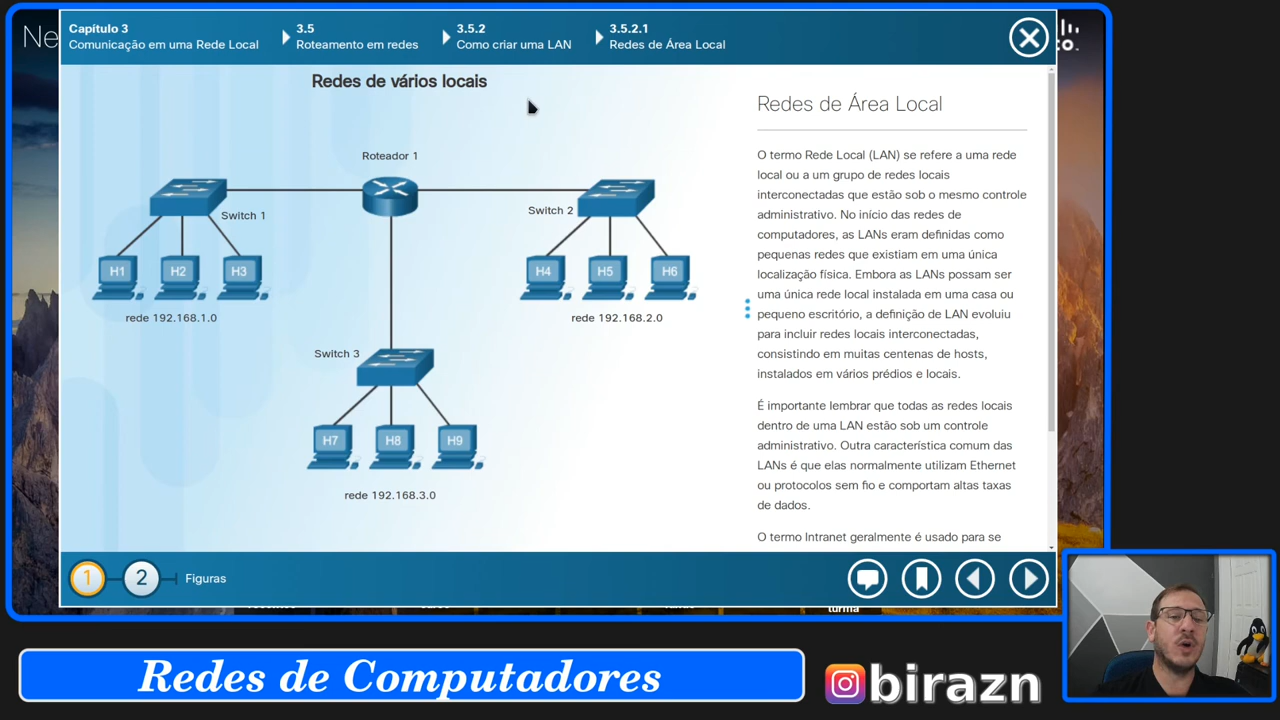 Ne
Capítulo 3
Comunicação em uma Rede Local
3.5
Roteamento em redes
3.5.2
Como criar uma LAN
3.5.2.1
Redes de Área Local
Redes de vários locais
Roteador 1
Switch 1
Switch 2
H1
H2
H3
H4
H5
H6
rede 192.168.1.0
rede 192.168.2.0
Switch 3
H7
H8
H9
rede 192.168.3.0
Redes de Área Local
O termo Rede Local (LAN) se refere a uma rede
local ou a um grupo de redes locais
interconectadas que estão sob o mesmo controle
administrativo. No início das redes de
computadores, as LANs eram definidas como
pequenas redes que existiam em uma única
localização física. Embora as LANs possam ser
uma única rede local instalada em uma casa ou
pequeno escritório, a definição de LAN evoluiu
para incluir redes locais interconectadas,
consistindo em muitas centenas de hosts,
instalados em vários prédios e locais.
É importante lembrar que todas as redes locais
dentro de uma LAN estão sob um controle
administrativo. Outra característica comum das
LANs é que elas normalmente utilizam Ethernet
ou protocolos sem fio e comportam altas taxas
de dados.
O termo Intranet geralmente é usado para se
1
2
Figuras
turma
Redes de Computadores
birazn